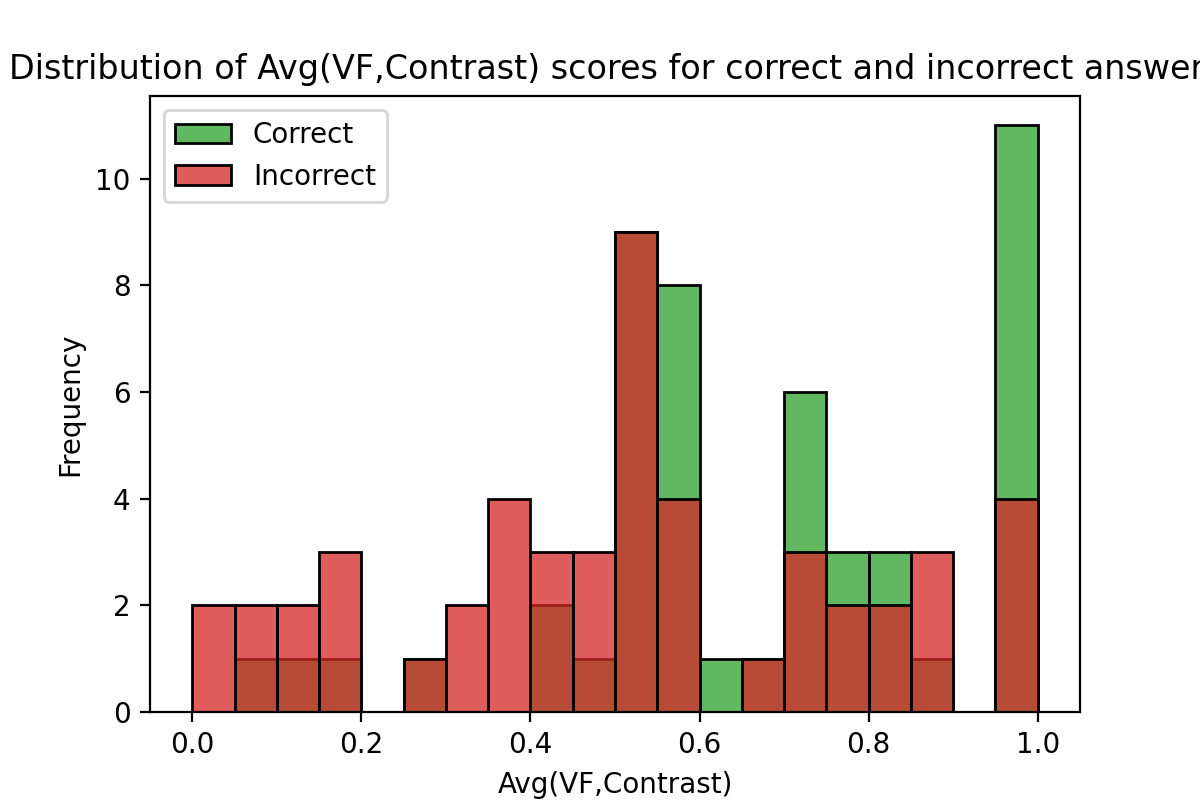 Distribution of Avg(VF,Contrast) scores for correct and incorrect answer
Correct
Incorrect
Frequency
10
8
6
4
2
0
0.0 0.2 0.4 0.6 0.8 1.0
Avg(VF,Contrast)